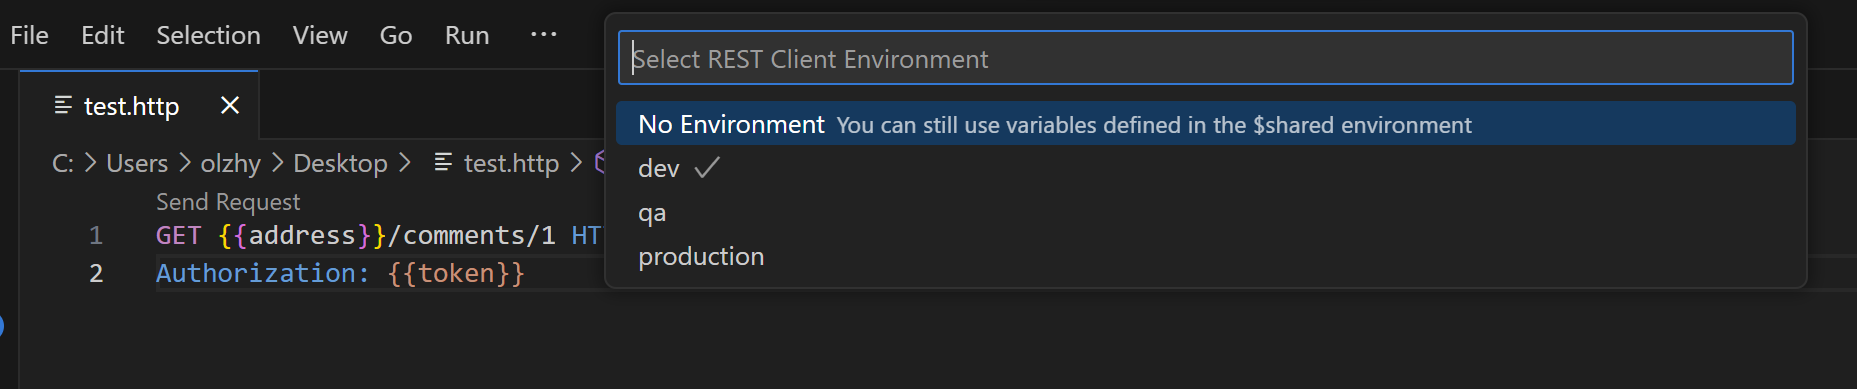 File Edit Selection View Go Run ···
Select REST Client Environment
test.http
No Environment You can still use variables defined in the $shared environment
dev
qa
production
C: > Users > olzhy > Desktop > test.http >
Send Request
1 GET {{address}}/comments/1
2 Authorization: {{token}}